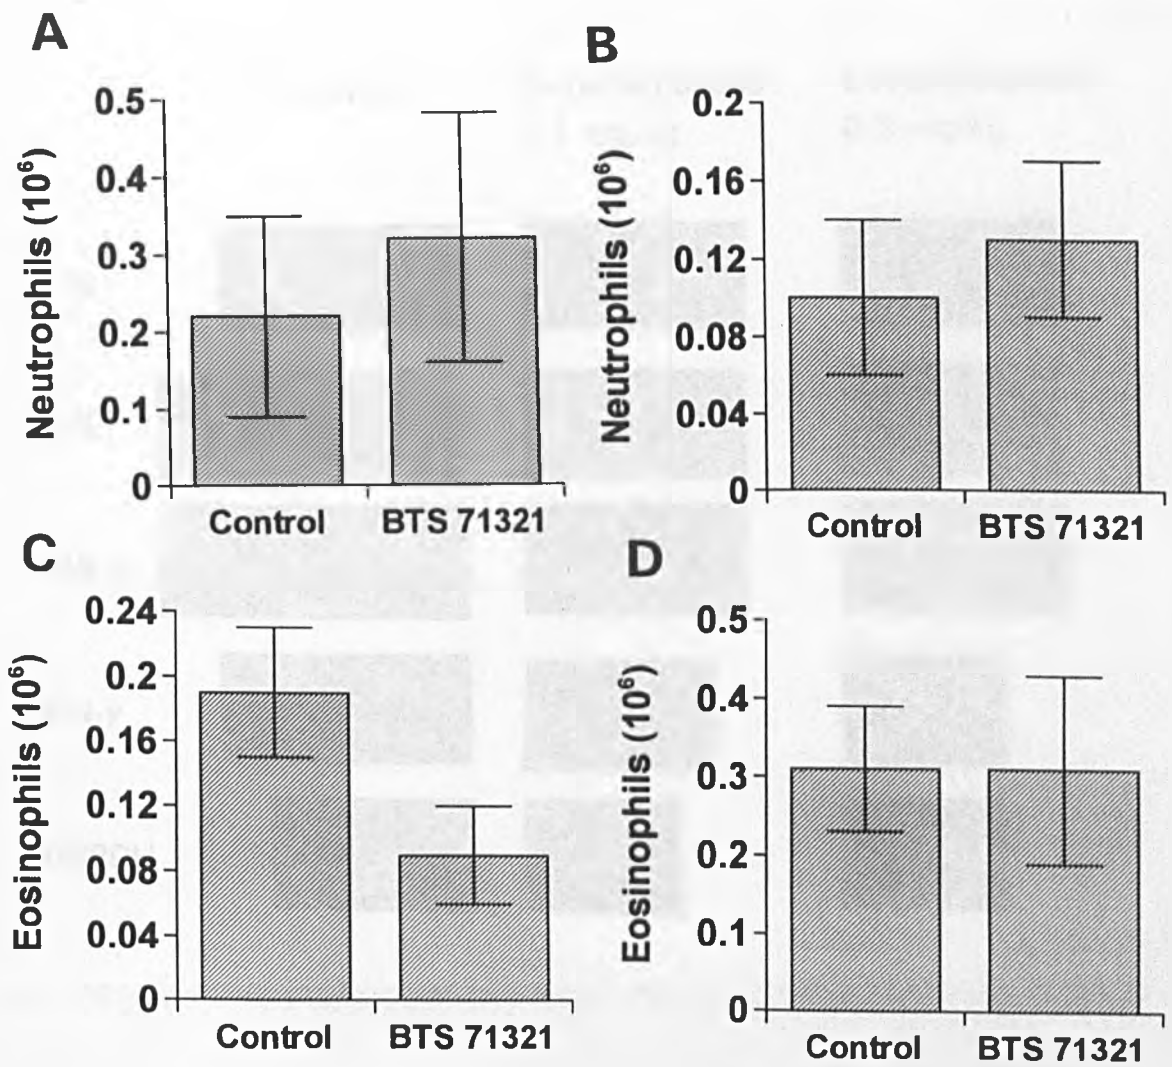 A
Neutrophils (10⁶)
0.5
0.4
0.3
0.2
0.1
0
Control
BTS 71321
B
Neutrophils (10⁶)
0.2
0.16
0.12
0.08
0.04
0
Control
BTS 71321
C
Eosinophils (10⁶)
0.24
0.2
0.16
0.12
0.08
0.04
0
Control
BTS 71321
D
Eosinophils (10⁶)
0.5
0.4
0.3
0.2
0.1
0
Control
BTS 71321